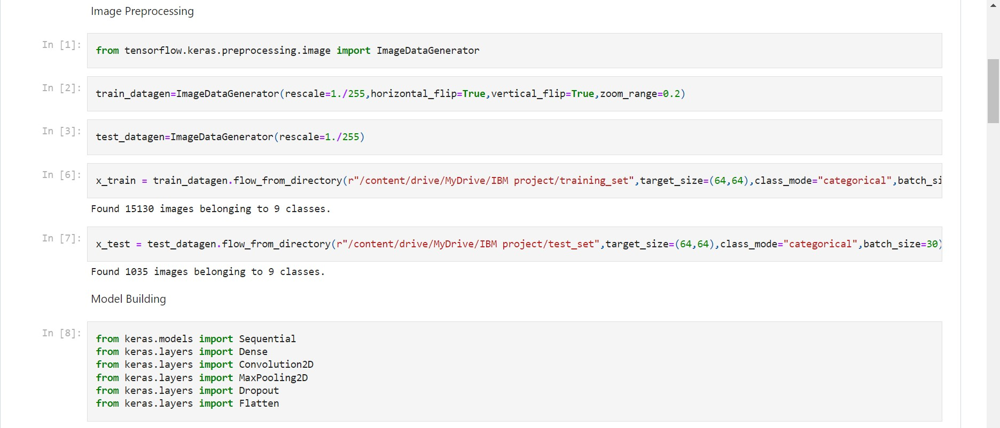 Image Preprocessing
In [1]: from tensorflow.keras.preprocessing.image import ImageDataGenerator
In [2]: train_datagen=ImageDataGenerator(rescale=1./255,horizontal_flip=True,vertical_flip=True,zoom_range=0.2)
In [3]: test_datagen=ImageDataGenerator(rescale=1./255)
In [6]: x_train = train_datagen.flow_from_directory(r"/content/drive/MyDrive/IBM project/training_set",target_size=(64,64),class_mode="categorical",batch_si
Found 15130 images belonging to 9 classes.
In [7]: x_test = test_datagen.flow_from_directory(r"/content/drive/MyDrive/IBM project/test_set",target_size=(64,64),class_mode="categorical",batch_size=30)
Found 1035 images belonging to 9 classes.
Model Building
In [8]: from keras.models import Sequential
from keras.layers import Dense
from keras.layers import Convolution2D
from keras.layers import MaxPooling2D
from keras.layers import Dropout
from keras.layers import Flatten